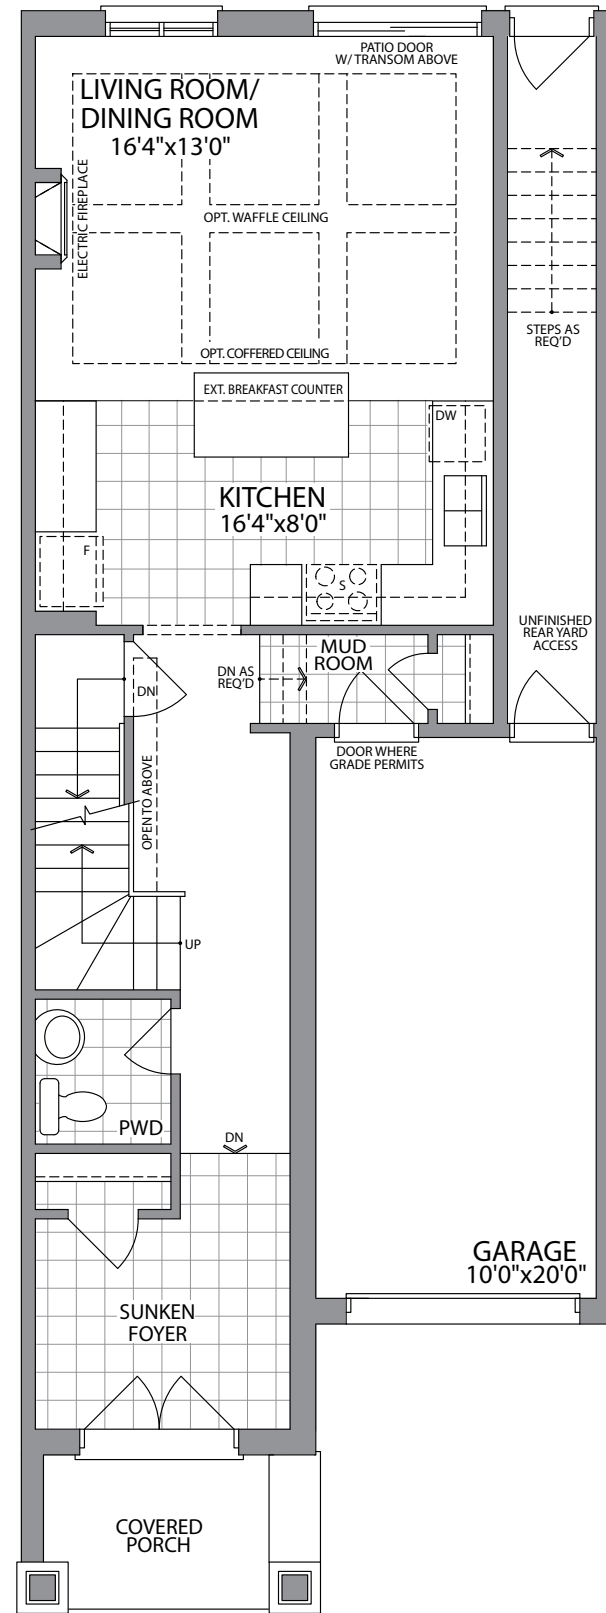 PATIO DOOR
W/ TRANSOM ABOVE
LIVING ROOM/
DINING ROOM
16'4"x13'0"
ELECTRIC FIREPLACE
OPT. WAFFLE CEILING
OPT. COFFERED CEILING
STEPS AS
REQ'D
EXT. BREAKFAST COUNTER
DW
KITCHEN
16'4"x8'0"
F
S
UNFINISHED
REAR YARD
ACCESS
MUD
ROOM
DN AS
REQ'D
DN
DOOR WHERE
GRADE PERMITS
OPEN TO ABOVE
UP
PWD
DN
GARAGE
10'0"x20'0"
SUNKEN
FOYER
COVERED
PORCH